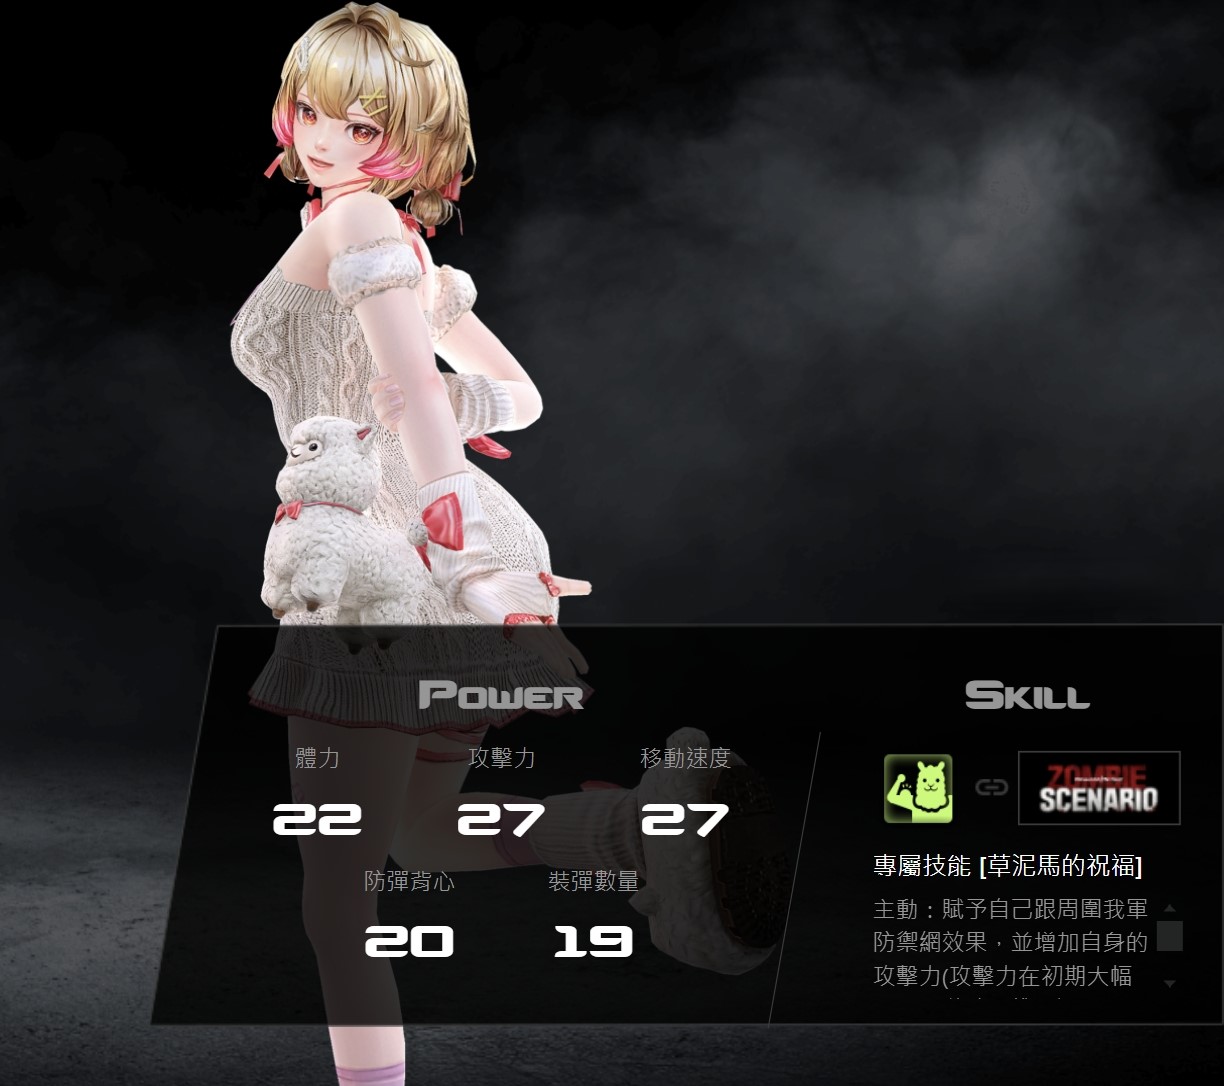 POWER
體力
攻擊力
移動速度
22
27
27
防彈背心
裝彈數量
20
19
SKILL
ZOMBIE
SCENARIO
專屬技能 [草泥馬的祝福]
主動：賦予自己跟周圍我軍
防禦網效果，並增加自身的
攻擊力(攻擊力在初期大幅